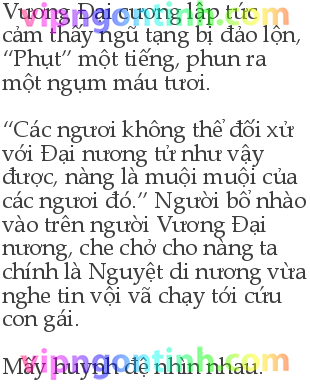 Vương Đại cương lập tức
cảm thấy ngũ tạng bị đảo lộn,
“Phụt” một tiếng, phun ra
một ngụm máu tươi.
“Các ngươi không thể đối xử
với Đại nương tử như vậy
được, nàng là muội muội của
các ngươi đó.” Người bổ nhào
vào trên người Vương Đại
nương, che chở cho nàng ta
chính là Nguyệt di nương vừa
nghe tin vội vã chạy tới cứu
con gái.
Mấy huynh đệ nhìn nhau.
vipngontinh.com
vipngontinh.com